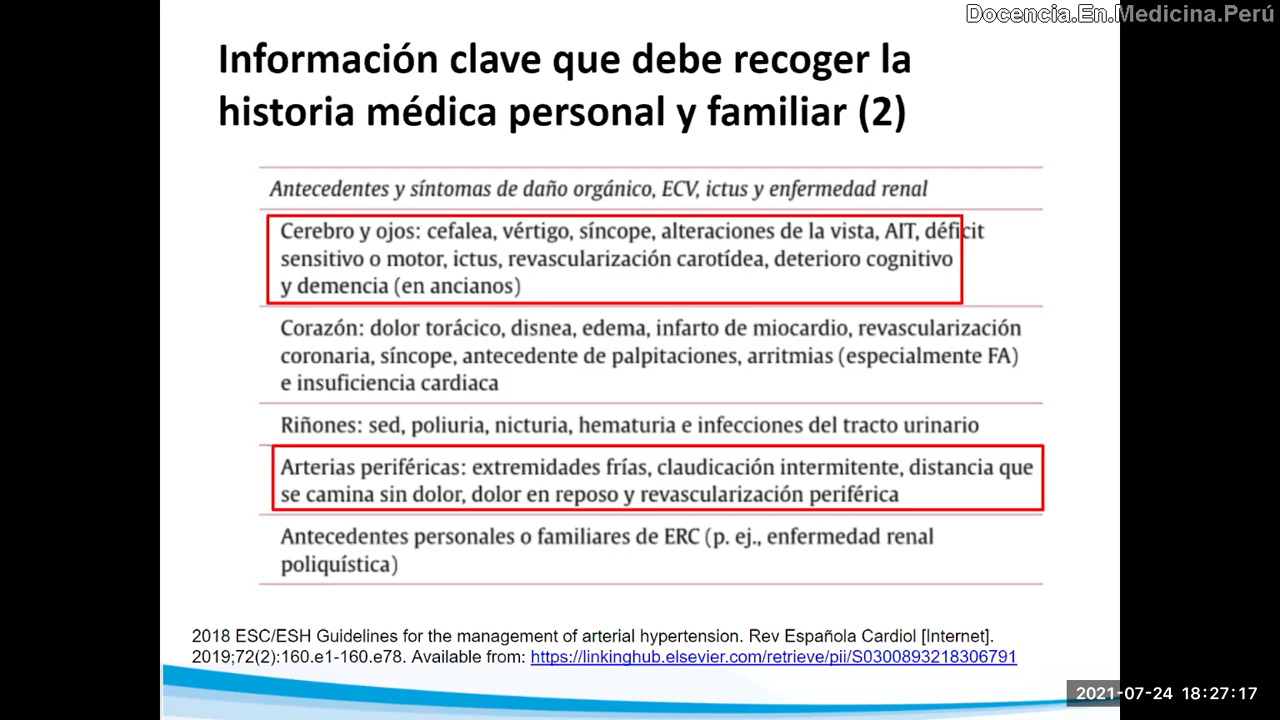 Docencia.En.Medicina.Perú
Información clave que debe recoger la
historia médica personal y familiar (2)
Antecedentes y síntomas de daño orgánico, ECV, ictus y enfermedad renal
Cerebro y ojos: cefalea, vértigo, síncope, alteraciones de la vista, AIT, déficit
sensitivo o motor, ictus, revascularización carotídea, deterioro cognitivo
y demencia (en ancianos)
Corazón: dolor torácico, disnea, edema, infarto de miocardio, revascularización
coronaria, síncope, antecedente de palpitaciones, arritmias (especialmente FA)
e insuficiencia cardiaca
Riñones: sed, poliuria, nicturia, hematuria e infecciones del tracto urinario
Arterias periféricas: extremidades frías, claudicación intermitente, distancia que
se camina sin dolor, dolor en reposo y revascularización periférica
Antecedentes personales o familiares de ERC (p. ej., enfermedad renal
poliquística)
2018 ESC/ESH Guidelines for the management of arterial hypertension. Rev Española Cardiol [Internet].
2019;72(2):160.e1-160.e78. Available from: https://linkinghub.elsevier.com/retrieve/pii/S0300893218306791
2021-07-24 18:27:17